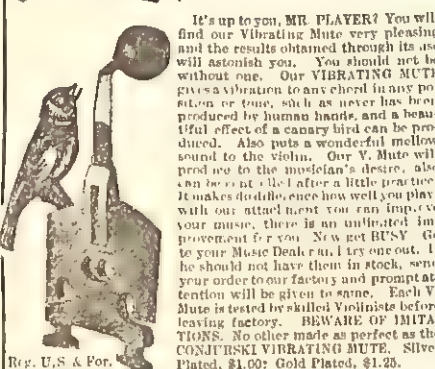 It's up to you, MR. PLAYER? You will
find our Vibrating Mute very pleasing
and the results obtained through its use
will astonish you. You should not be
without one. Our VIBRATING MUTE
gives a vibration to any chord in any po-
sition or tone, such as never has been
produced by human hands, and a beau-
tiful effect of a canary bird can be pro-
duced. Also puts a wonderful mellow
sound to the violin. Our V. Mute will
produce to the musician's desire, also
can be controlled after a little practice.
It makes no difference how well you play
with our attachment you can improve
your music, there is an unlimited im-
provement for you Now get BUSY Go
to your Music Dealer and try one out. If
he should not have them in stock, send
your order to our factory and prompt at-
tention will be given to same. Each V.
Mute is tested by skilled Violinists before
leaving factory. BEWARE OF IMITA-
TIONS. No other made as perfect as the
CONJURSKI VIBRATING MUTE, Silver
Plated, $1.00; Gold Plated, $1.25.
Reg. U.S & For.